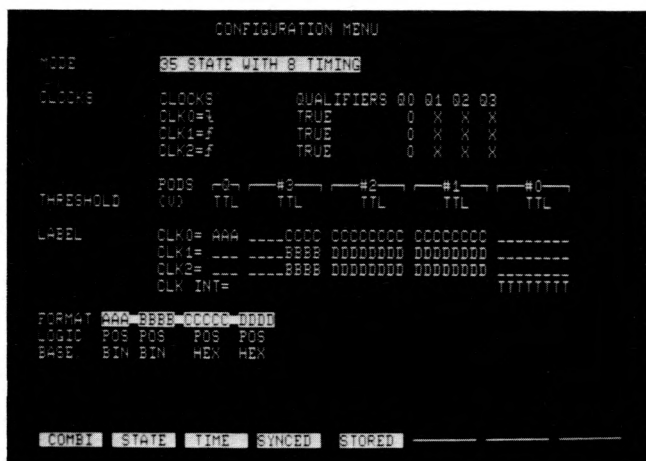 CONFIGURATION MENU
MODE 35 STATE WITH 8 TIMING
CLOCKS CLOCKS QUALIFIERS Q0 Q1 Q2 Q3
CLK0=⨜ TRUE 0 X X X
CLK1=⨍ TRUE 0 X X X
CLK2=⨍ TRUE 0 X X X
PODS 0 #3 #2 #1 #0
THRESHOLD (V) TTL TTL TTL TTL TTL
LABEL CLK0= AAA ____CCCC CCCCCCCC CCCCCCCC ________
CLK1= ___ ____BBBB DDDDDDDD DDDDDDDD ________
CLK2= ___ ____BBBB DDDDDDDD DDDDDDDD ________
CLK INT= TTTTTTTT
FORMAT AAA BBBB CCCCC DDDD
LOGIC POS POS POS POS
BASE BIN BIN HEX HEX
COMBI STATE TIME SYNCED STORED